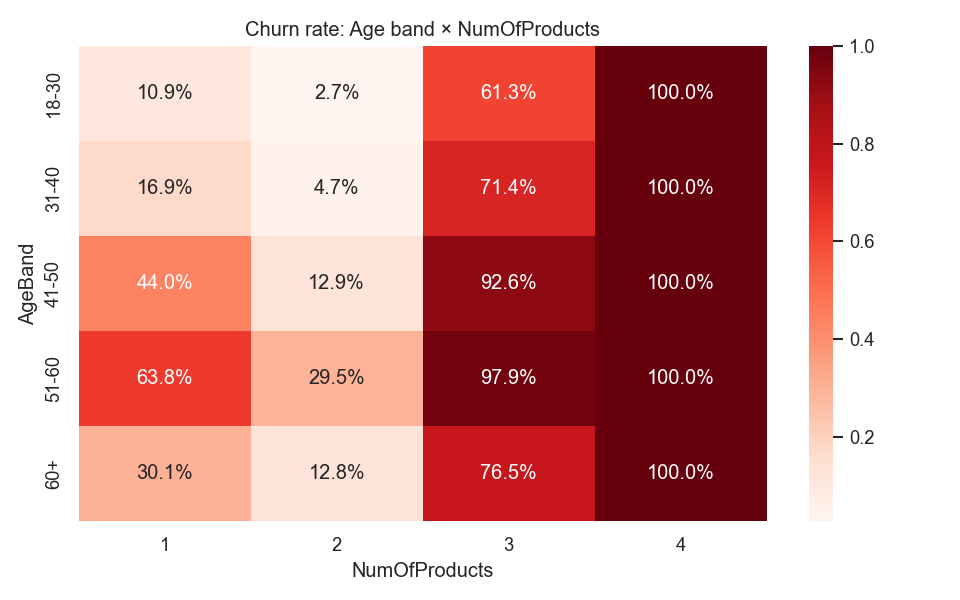 Churn rate: Age band × NumOfProducts
18-30 10.9% 2.7% 61.3% 100.0%
31-40 16.9% 4.7% 71.4% 100.0%
41-50 44.0% 12.9% 92.6% 100.0%
51-60 63.8% 29.5% 97.9% 100.0%
60+ 30.1% 12.8% 76.5% 100.0%
AgeBand
1 2 3 4
NumOfProducts
1.0
0.8
0.6
0.4
0.2